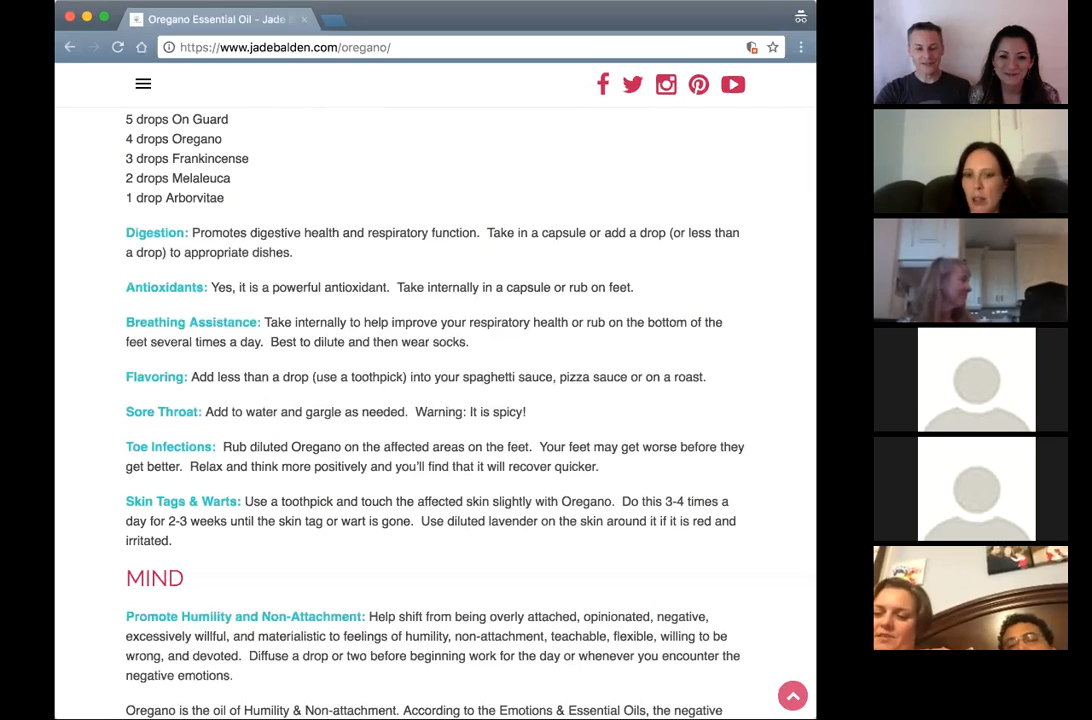 Oregano Essential Oil - Jade
https://www.jadebalden.com/oregano/
5 drops On Guard
4 drops Oregano
3 drops Frankincense
2 drops Melaleuca
1 drop Arborvitae
Digestion: Promotes digestive health and respiratory function. Take in a capsule or add a drop (or less than
a drop) to appropriate dishes.
Antioxidants: Yes, it is a powerful antioxidant. Take internally in a capsule or rub on feet.
Breathing Assistance: Take internally to help improve your respiratory health or rub on the bottom of the
feet several times a day. Best to dilute and then wear socks.
Flavoring: Add less than a drop (use a toothpick) into your spaghetti sauce, pizza sauce or on a roast.
Sore Throat: Add to water and gargle as needed. Warning: It is spicy!
Toe Infections: Rub diluted Oregano on the affected areas on the feet. Your feet may get worse before they
get better. Relax and think more positively and you'll find that it will recover quicker.
Skin Tags & Warts: Use a toothpick and touch the affected skin slightly with Oregano. Do this 3-4 times a
day for 2-3 weeks until the skin tag or wart is gone. Use diluted lavender on the skin around it if it is red and
irritated.
MIND
Promote Humility and Non-Attachment: Help shift from being overly attached, opinionated, negative,
excessively willful, and materialistic to feelings of humility, non-attachment, teachable, flexible, willing to be
wrong, and devoted. Diffuse a drop or two before beginning work for the day or whenever you encounter the
negative emotions.
Oregano is the oil of Humility & Non-attachment. According to the Emotions & Essential Oils, the negative